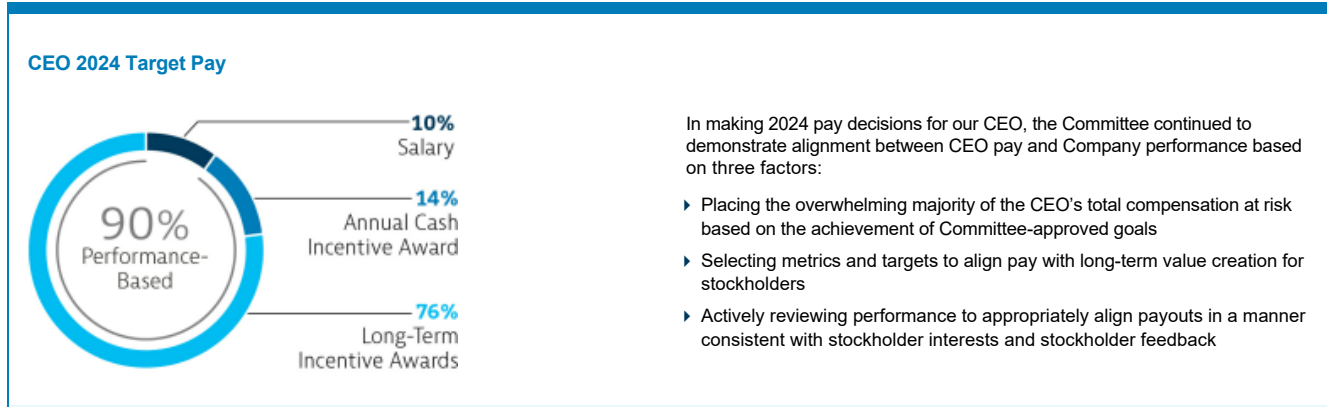 CEO 2024 Target Pay
10%
Salary
14%
Annual Cash
Incentive Award
76%
Long-Term
Incentive Awards
90%
Performance-
Based
In making 2024 pay decisions for our CEO, the Committee continued to
demonstrate alignment between CEO pay and Company performance based
on three factors:
Placing the overwhelming majority of the CEO’s total compensation at risk
based on the achievement of Committee-approved goals
Selecting metrics and targets to align pay with long-term value creation for
stockholders
Actively reviewing performance to appropriately align payouts in a manner
consistent with stockholder interests and stockholder feedback